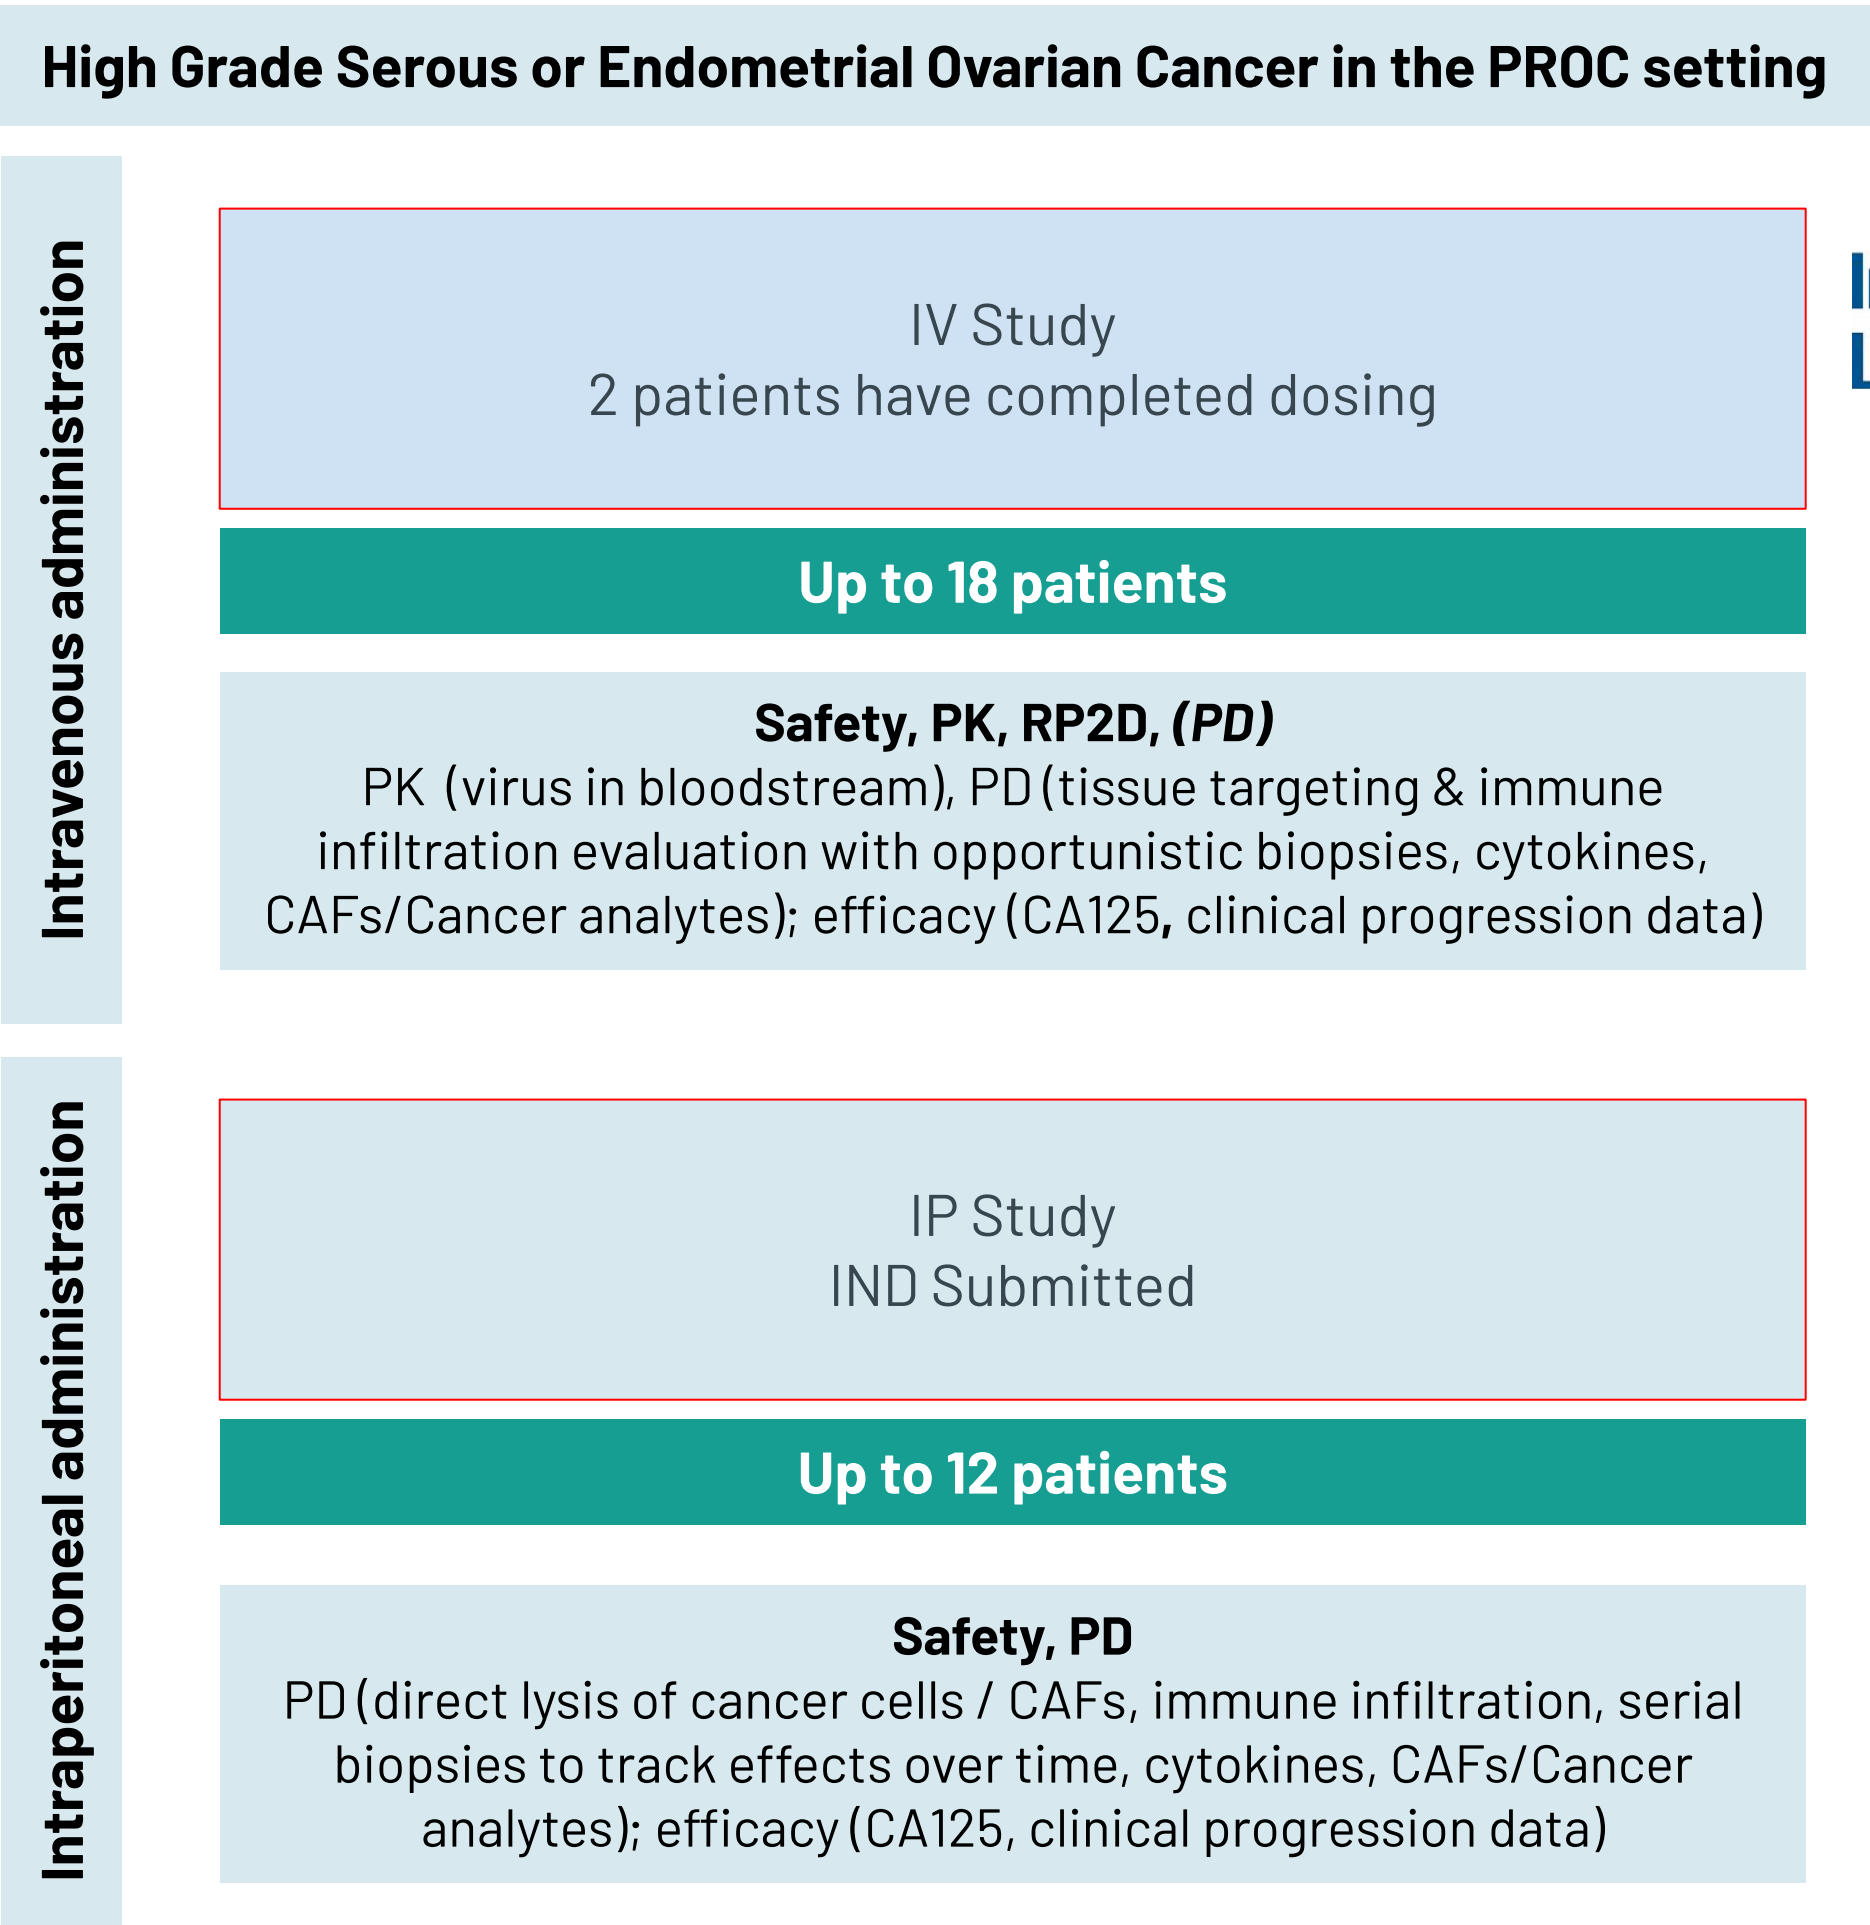 High Grade Serous or Endometrial Ovarian Cancer in the PROC setting
Intravenous administration
IV Study
2 patients have completed dosing
Up to 18 patients
Safety, PK, RP2D, (PD)
PK (virus in bloodstream), PD (tissue targeting & immune
infiltration evaluation with opportunistic biopsies, cytokines,
CAFs/Cancer analytes); efficacy (CA125, clinical progression data)
Intraperitoneal administration
IP Study
IND Submitted
Up to 12 patients
Safety, PD
PD (direct lysis of cancer cells / CAFs, immune infiltration, serial
biopsies to track effects over time, cytokines, CAFs/Cancer
analytes); efficacy (CA125, clinical progression data)